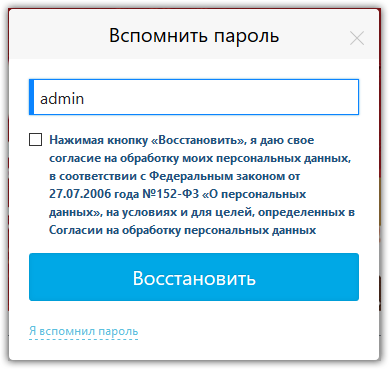 Вспомнить пароль
admin
Нажимая кнопку «Восстановить», я даю свое
согласие на обработку моих персональных данных,
в соответствии с Федеральным законом от
27.07.2006 года №152-ФЗ «О персональных
данных», на условиях и для целей, определенных в
Согласии на обработку персональных данных
Восстановить
Я вспомнил пароль